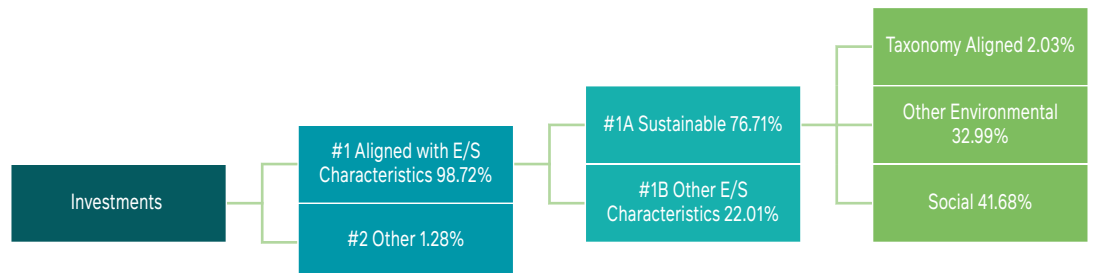 Investments
#1 Aligned with E/S
Characteristics 98.72%
#2 Other 1.28%
#1A Sustainable 76.71%
#1B Other E/S
Characteristics 22.01%
Taxonomy Aligned 2.03%
Other Environmental
32.99%
Social 41.68%